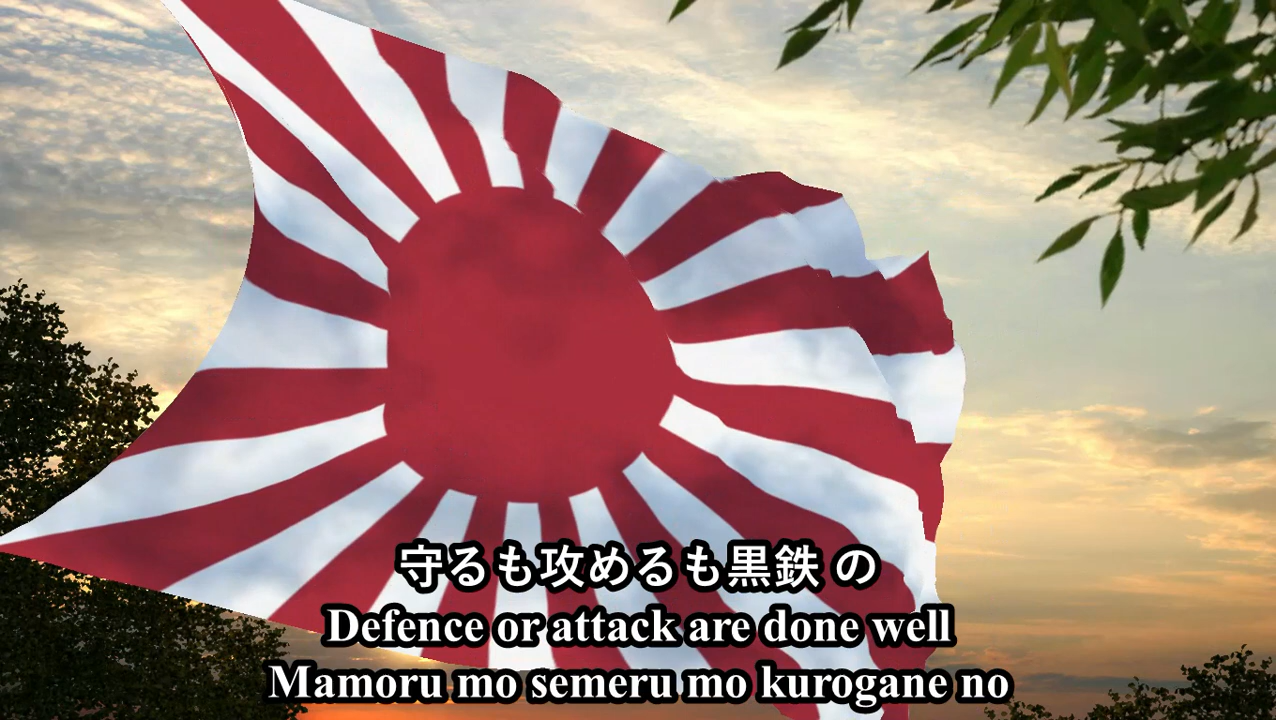 守るも攻めるも黒鉄 の
Defence or attack are done well
Mamoru mo semeru mo kurogane no